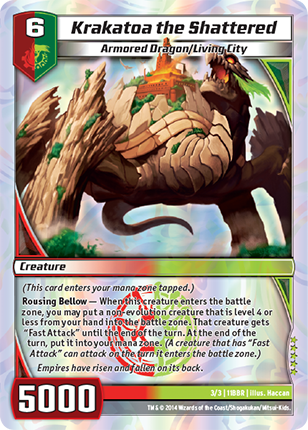 6
Krakatoa the Shattered
Armored Dragon/Living City
Creature
(This card enters your mana zone tapped.)
Rousing Bellow — When this creature enters the battle
zone, you may put a non-evolution creature that is level 4 or
less from your hand into the battle zone. That creature gets
"Fast Attack" until the end of the turn. At the end of the
turn, put it into your mana zone. (A creature that has "Fast
Attack" can attack on the turn it enters the battle zone.)
Empires have risen and fallen on its back.
5000
3/3 | 11BBR | Illus. Haccan
TM & © 2014 Wizards of the Coast/Shogakukan/Mitsui-Kids.